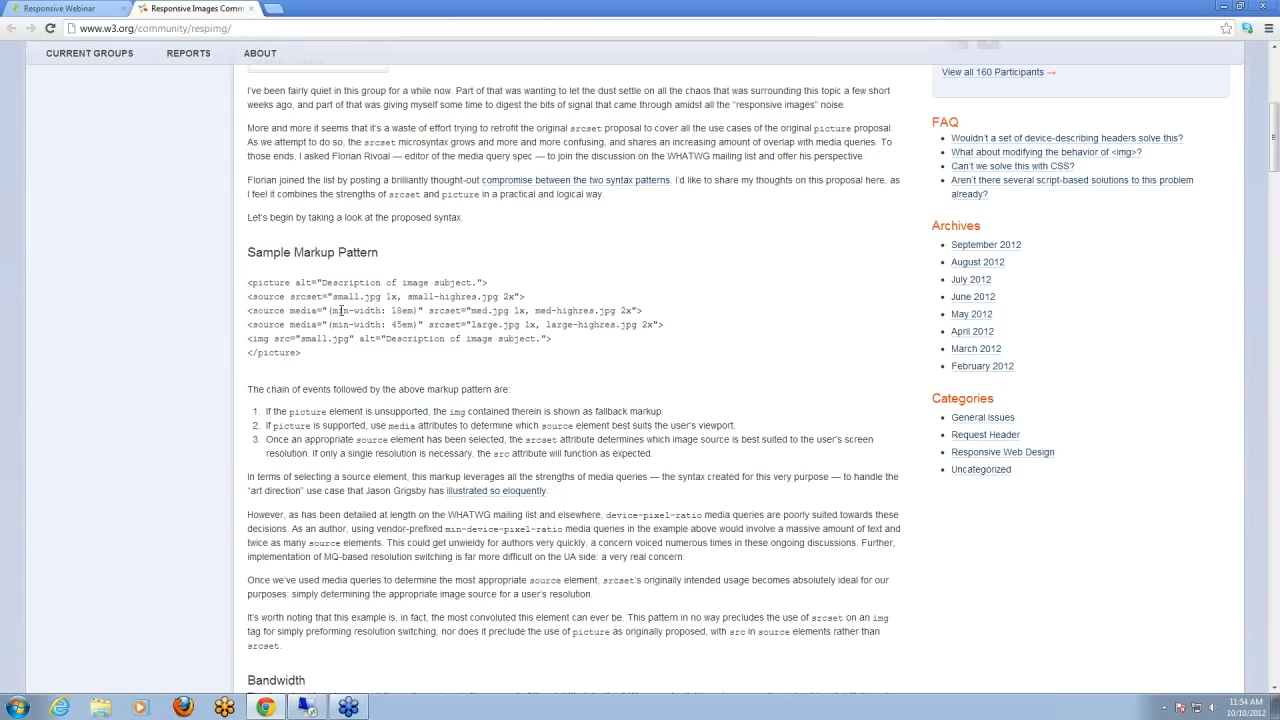 Responsive Webinar
Responsive Images Comm
www.w3.org/community/respimg/
CURRENT GROUPS REPORTS ABOUT
View all 160 Participants →
I've been fairly quiet in this group for a while now. Part of that was wanting to let the dust settle on all the chaos that was surrounding this topic a few short
weeks ago, and part of that was giving myself some time to digest the bits of signal that came through amidst all the “responsive images” noise.
More and more it seems that it's a waste of effort trying to retrofit the original srcset proposal to cover all the use cases of the original picture proposal.
As we attempt to do so, the srcset microsyntax grows and more and more confusing, and shares an increasing amount of overlap with media queries. To
those ends, I asked Florian Rivoal — editor of the media query spec — to join the discussion on the WHATWG mailing list and offer his perspective.
Florian responded by penning a brilliantly thought-out compromise between the two syntax patterns. I'd like to share my thoughts on this proposal here, as
I feel it combines the strengths of srcset and picture in a practical and logical way.
Let's begin by taking a look at the proposed syntax.
Sample Markup Pattern
<picture alt="Description of image subject.">
<source srcset="small.jpg 1x, small-highres.jpg 2x">
<source media="(min-width: 18em)" srcset="med.jpg 1x, med-highres.jpg 2x">
<source media="(min-width: 45em)" srcset="large.jpg 1x, large-highres.jpg 2x">
<img src="small.jpg" alt="Description of image subject.">
</picture>
The chain of events followed by the above markup pattern are:
1. If the picture element is unsupported, the img contained therein is shown as fallback markup.
2. If picture is supported, use media attributes to determine which source element best suits the user's viewport.
3. Once an appropriate source element has been selected, the srcset attribute determines which image source is best suited to the user's screen
resolution. If only a single resolution is necessary, the src attribute will function as expected.
In terms of selecting a source element, this markup leverages all the strengths of media queries — the syntax created for this very purpose — to handle the
“art direction” use case that Jason Grigsby has illustrated so eloquently.
However, as has been detailed at length on the WHATWG mailing list and elsewhere, device-pixel-ratio media queries are poorly suited towards these
decisions. As an author, using vendor-prefixed min-device-pixel-ratio media queries in the example above would involve a massive amount of text and
twice as many source elements. This could get unwieldy for authors very quickly, a concern voiced numerous times in these ongoing discussions. Further,
implementation of MQ-based resolution switching is far more difficult on the UA side: a very real concern.
Once we've used media queries to determine the most appropriate source element, srcset's originally intended usage becomes absolutely ideal for our
purposes: simply determining the appropriate image source for a user's resolution.
It's worth noting that this example is, in fact, the most convoluted this element can ever be. This pattern in no way precludes the use of srcset on an img
tag for simply preforming resolution switching, nor does it preclude the use of picture as originally proposed, with src in source elements rather than
srcset.
Bandwidth
FAQ
• Wouldn't a set of device-describing headers solve this?
• What about modifying the behavior of <img>?
• Can't we solve this with CSS?
• Aren't there several script-based solutions to this problem
already?
Archives
• September 2012
• August 2012
• July 2012
• June 2012
• May 2012
• April 2012
• March 2012
• February 2012
Categories
• General Issues
• Request Header
• Responsive Web Design
• Uncategorized
11:54 AM
10/10/2012